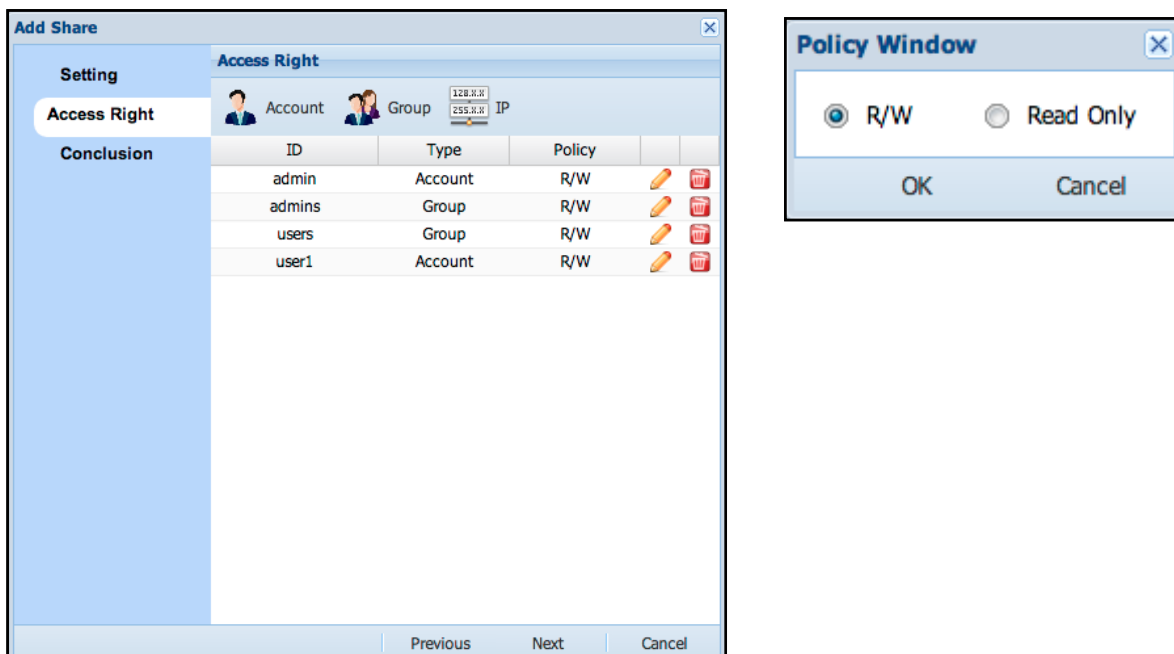 Add Share
Setting
Access Right
Conclusion
Access Right
Account Group 128.X.X 255.X.X IP
ID Type Policy
admin Account R/W
admins Group R/W
users Group R/W
user1 Account R/W
Previous Next Cancel
Policy Window
R/W Read Only
OK Cancel